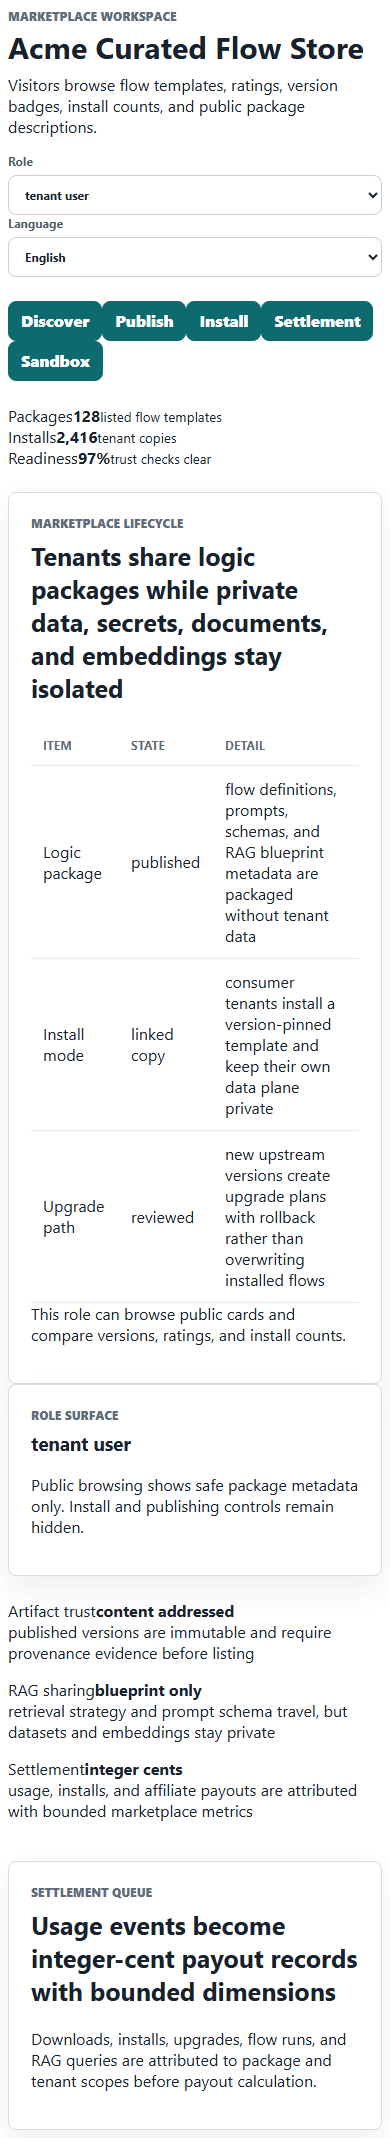 MARKETPLACE WORKSPACE
Acme Curated Flow Store
Visitors browse flow templates, ratings, version
badges, install counts, and public package
descriptions.
Role
tenant user
Language
English
Discover Publish Install Settlement
Sandbox
Packages128listed flow templates
Installs2,416tenant copies
Readiness97%trust checks clear
MARKETPLACE LIFECYCLE
Tenants share logic
packages while private
data, secrets, documents,
and embeddings stay
isolated
ITEM STATE DETAIL
Logic
package
published
flow definitions,
prompts,
schemas, and
RAG blueprint
metadata are
packaged
without tenant
data
Install
mode
linked
copy
consumer
tenants install a
version-pinned
template and
keep their own
data plane
private
Upgrade
path
reviewed
new upstream
versions create
upgrade plans
with rollback
rather than
overwriting
installed flows
This role can browse public cards and
compare versions, ratings, and install counts.
ROLE SURFACE
tenant user
Public browsing shows safe package metadata
only. Install and publishing controls remain
hidden.
Artifact trustcontent addressed
published versions are immutable and require
provenance evidence before listing
RAG sharingblueprint only
retrieval strategy and prompt schema travel, but
datasets and embeddings stay private
Settlementinteger cents
usage, installs, and affiliate payouts are attributed
with bounded marketplace metrics
SETTLEMENT QUEUE
Usage events become
integer-cent payout records
with bounded dimensions
Downloads, installs, upgrades, flow runs, and
RAG queries are attributed to package and
tenant scopes before payout calculation.